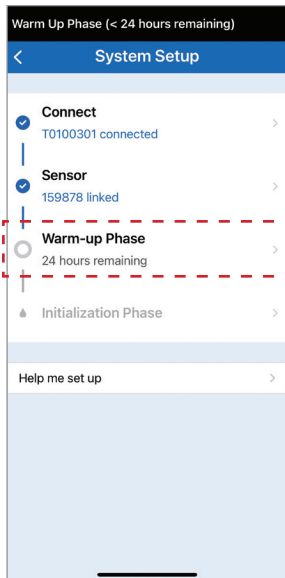 Warm Up Phase (< 24 hours remaining)
System Setup
Connect
T0100301 connected
Sensor
159878 linked
Warm-up Phase
24 hours remaining
Initialization Phase
Help me set up